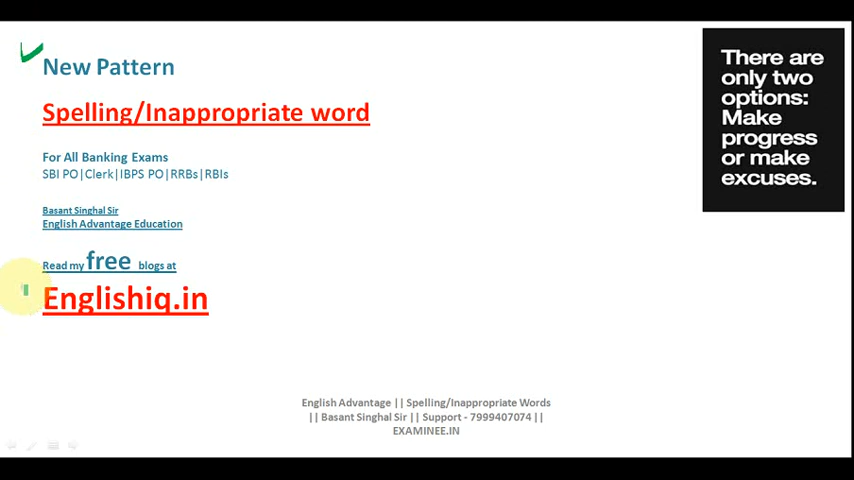 New Pattern
Spelling/Inappropriate word
For All Banking Exams
SBI PO|Clerk|IBPS PO|RRBs|RBIs
Basant Singhal Sir
English Advantage Education
Read my free blogs at
Englishiq.in
There are
only two
options:
Make
progress
or make
excuses.
English Advantage || Spelling/Inappropriate Words
|| Basant Singhal Sir || Support - 7999407074 ||
EXAMINEE.IN